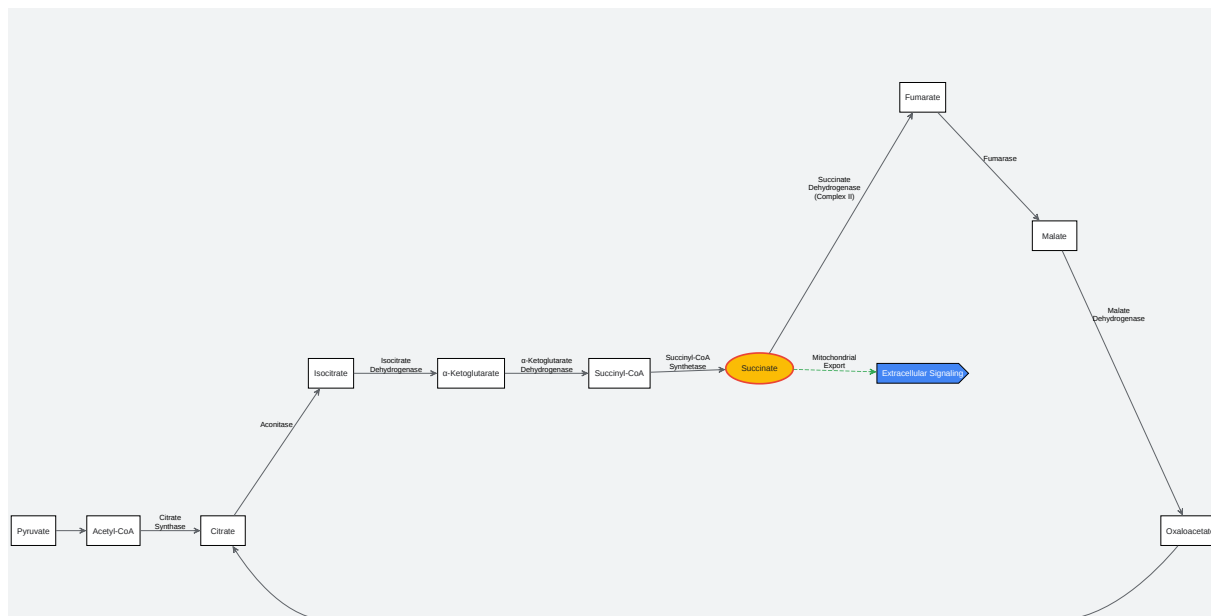 Fumarate
Fumarase
Succinate
Dehydrogenase
(Complex II)
Malate
Malate
Dehydrogenase
Isocitrate
Isocitrate
Dehydrogenase
α-Ketoglutarate
α-Ketoglutarate
Dehydrogenase
Succinyl-CoA
Succinyl-CoA
Synthetase
Succinate
Mitochondrial
Export
Extracellular Signaling
Aconitase
Pyruvate
Acetyl-CoA
Citrate
Synthase
Citrate
Oxaloacetate